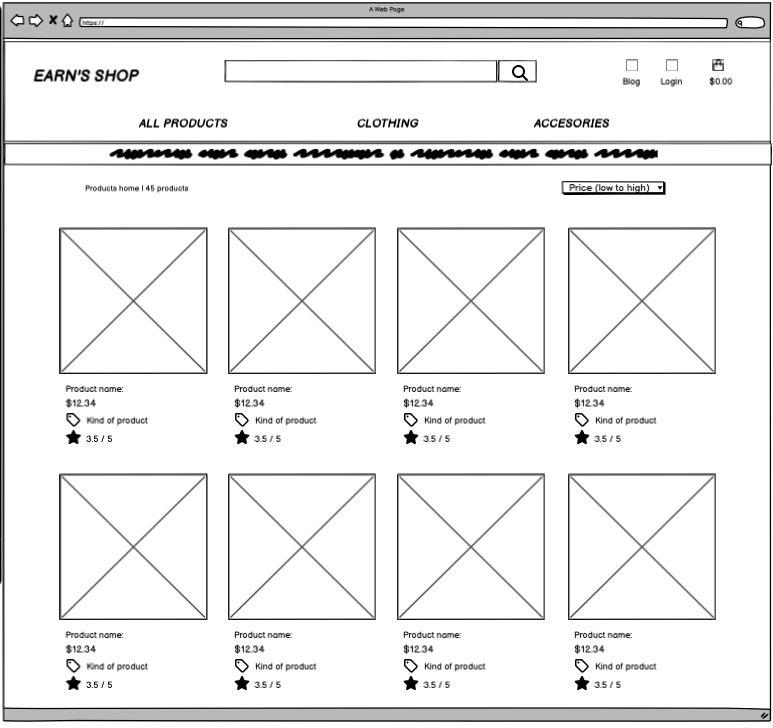 A Web Page
https://
EARN'S SHOP
Blog Login $0.00
ALL PRODUCTS CLOTHING ACCESORIES
Products home | 45 products Price (low to high)
Product name: Product name: Product name: Product name:
$12.34 $12.34 $12.34 $12.34
Kind of product Kind of product Kind of product Kind of product
3.5 / 5 3.5 / 5 3.5 / 5 3.5 / 5
Product name: Product name: Product name: Product name:
$12.34 $12.34 $12.34 $12.34
Kind of product Kind of product Kind of product Kind of product
3.5 / 5 3.5 / 5 3.5 / 5 3.5 / 5